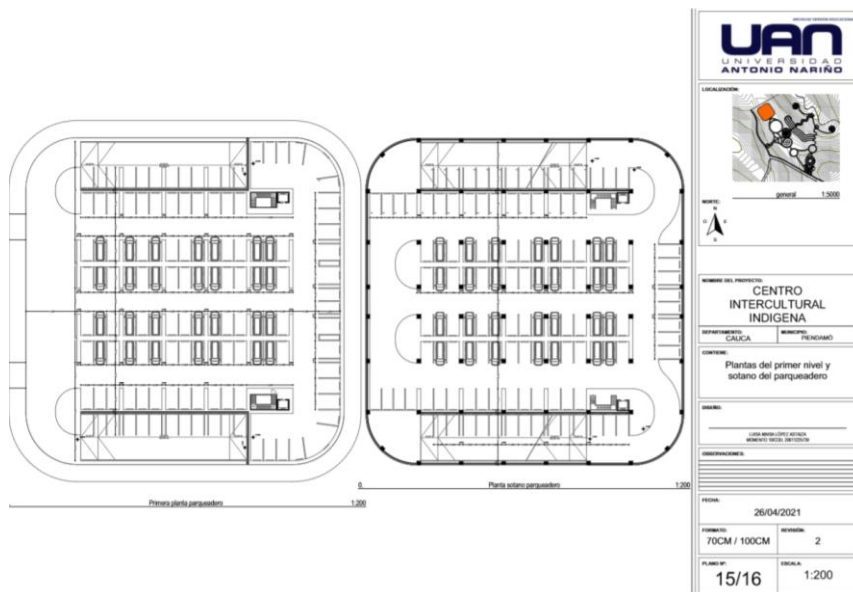 UAN
UNIVERSIDAD
ANTONIO NARIÑO
LOCALIZACIÓN:
general 1:5000
NORTE:
N
O E
S
NOMBRE DEL PROYECTO:
CENTRO
INTERCULTURAL
INDIGENA
DEPARTAMENTO:
CAUCA
MUNICIPIO:
PIENDAMÓ
CONTIENE:
Plantas del primer nivel y
sotano del parqueadero
DISEÑO:
OBSERVACIONES:
FECHA:
26/04/2021
FORMATO:
70CM / 100CM
REVISIÓN:
2
PLANO Nº:
15/16
ESCALA:
1:200
Primera planta parqueadero 1:200
0.
Planta sotano parqueadero 1:200